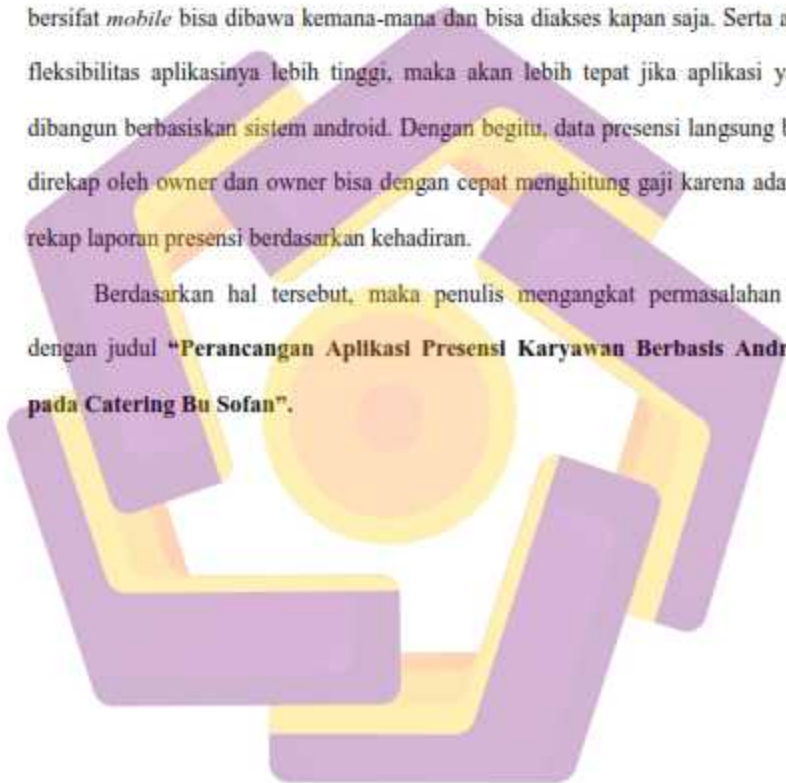 bersifat mobile bisa dibawa kemana-mana dan bisa diakses kapan saja. Serta
fleksibilitas aplikasinya lebih tinggi, maka akan lebih tepat jika aplikasi
dibangun berbasiskan sistem android. Dengan begitu, data presensi langsung
direkap oleh owner dan owner bisa dengan cepat menghitung gaji karena ada
rekap laporan presensi berdasarkan kehadiran.
Berdasarkan hal tersebut, maka penulis mengangkat permasalahan
dengan judul “Perancangan Aplikasi Presensi Karyawan Berbasis Andr
pada Catering Bu Sofan”.